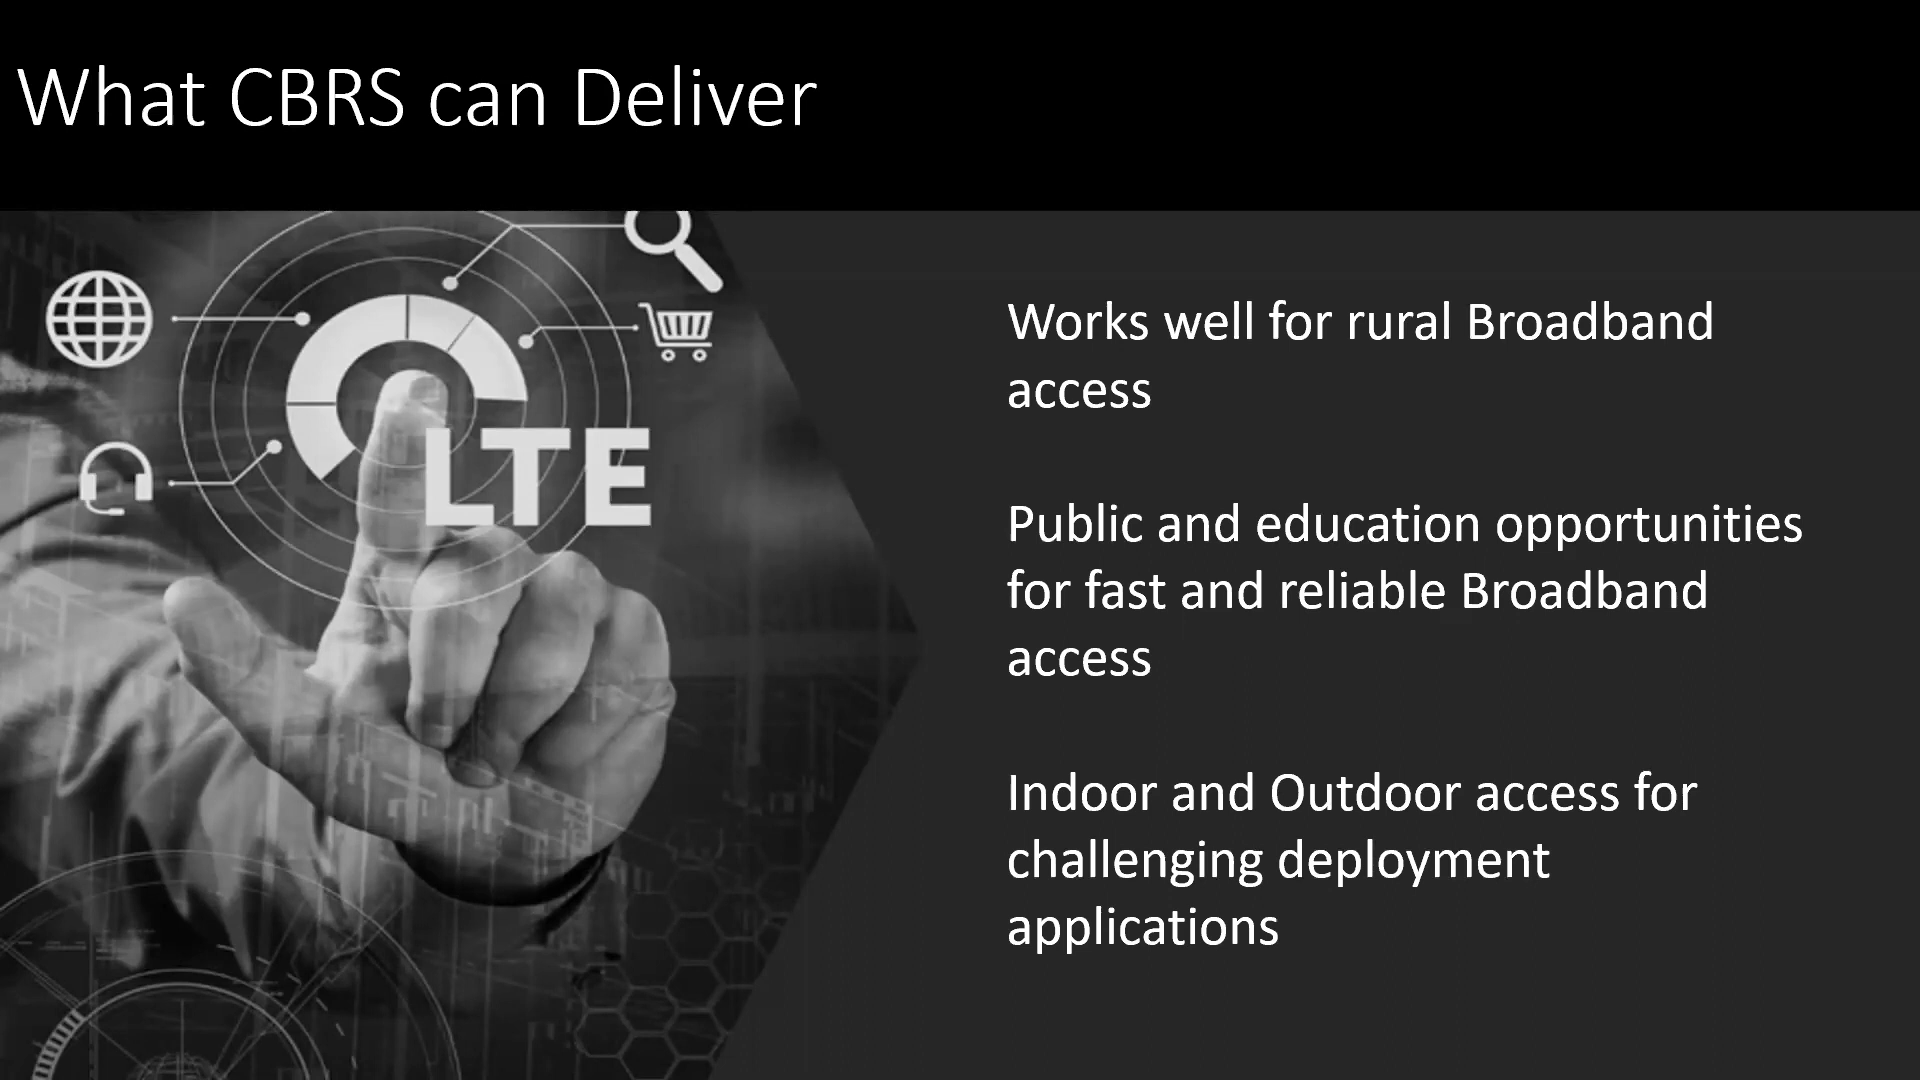 What CBRS can Deliver
LTE
Works well for rural Broadband
access
Public and education opportunities
for fast and reliable Broadband
access
Indoor and Outdoor access for
challenging deployment
applications